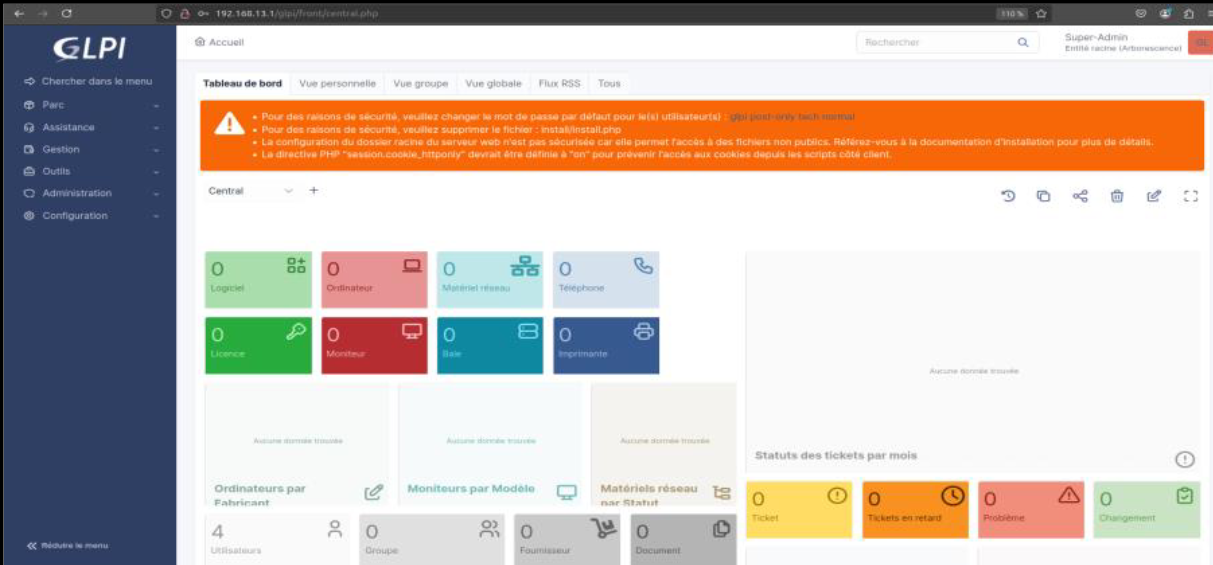 192.168.13.1/glpi/front/central.php
110 %
GLPI
Accueil
Rechercher
Super-Admin
Entité racine (Arborescence)
GL
Chercher dans le menu
Parc
Assistance
Gestion
Outils
Administration
Configuration
Tableau de bord
Vue personnelle
Vue groupe
Vue globale
Flux RSS
Tous
• Pour des raisons de sécurité, veuillez changer le mot de passe par défaut pour le(s) utilisateur(s) : glpi post-only tech normal
• Pour des raisons de sécurité, veuillez supprimer le fichier : install/install.php
• La configuration du dossier racine du serveur web n'est pas sécurisée car elle permet l'accès à des fichiers non publics. Référez-vous à la documentation d'installation pour plus de détails.
• La directive PHP "session.cookie_httponly" devrait être définie à "on" pour prévenir l'accès aux cookies depuis les scripts côté client.
Central
0
Logiciel
0
Ordinateur
0
Matériel réseau
0
Téléphone
0
Licence
0
Moniteur
0
Baie
0
Imprimante
Aucune donnée trouvée
Aucune donnée trouvée
Aucune donnée trouvée
Aucune donnée trouvée
Ordinateurs par
Fabricant
Moniteurs par Modèle
Matériels réseau
par Statut
Statuts des tickets par mois
0
Ticket
0
Tickets en retard
0
Problème
0
Changement
4
Utilisateurs
0
Groupe
0
Fournisseur
0
Document
Réduire le menu